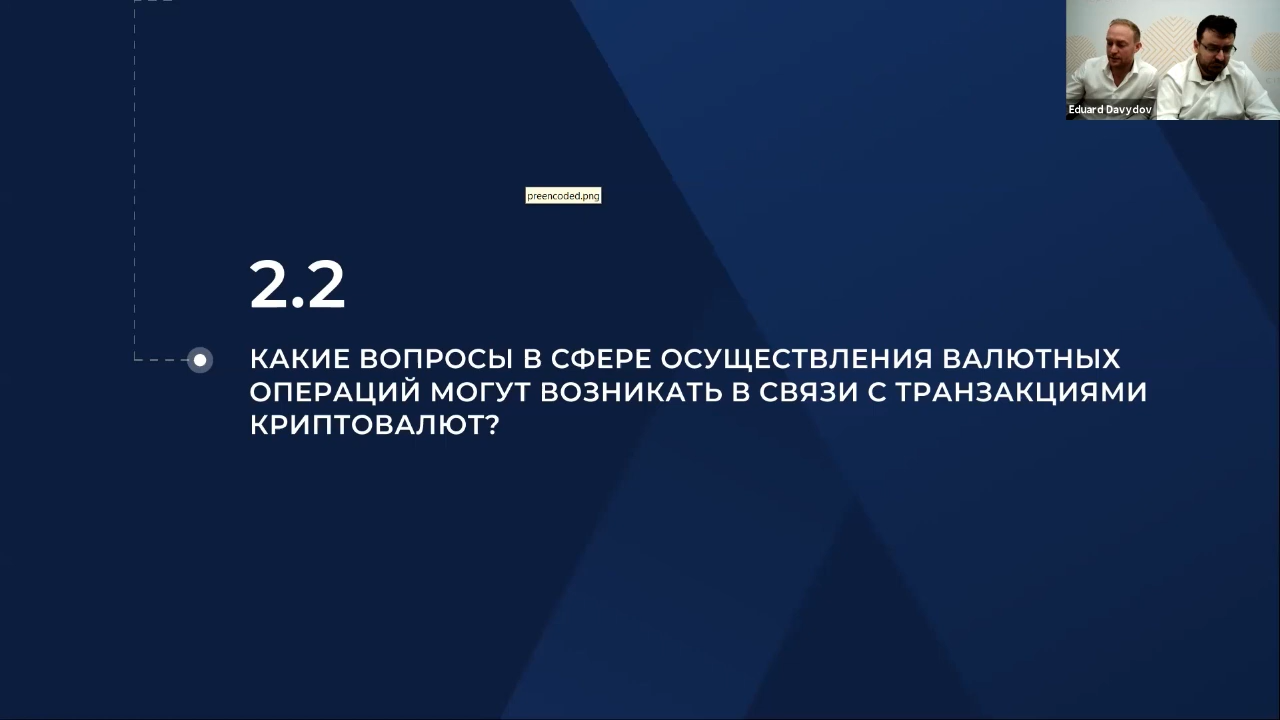 Eduard Davydov
preencoded.png
2.2
КАКИЕ ВОПРОСЫ В СФЕРЕ ОСУЩЕСТВЛЕНИЯ ВАЛЮТНЫХ
ОПЕРАЦИЙ МОГУТ ВОЗНИКАТЬ В СВЯЗИ С ТРАНЗАКЦИЯМИ
КРИПТОВАЛЮТ?